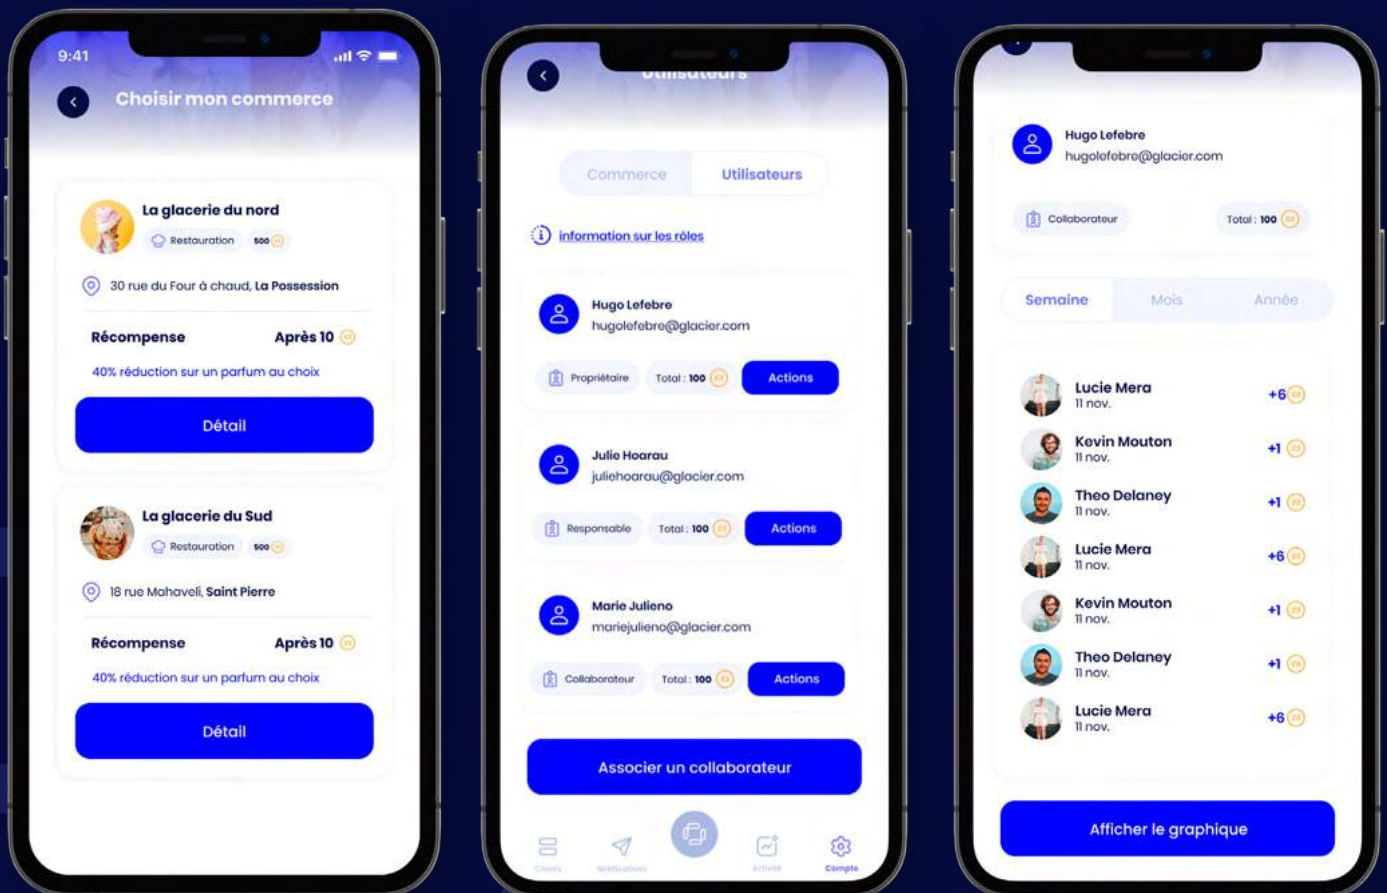 9:41
Choisir mon commerce
La glacerie du nord
Restauration 500
30 rue du Four à chaud, La Possession
Récompense Après 10
40% réduction sur un parfum au choix
Détail
La glacerie du Sud
Restauration 500
18 rue Mahaveli, Saint Pierre
Récompense Après 10
40% réduction sur un parfum au choix
Détail
Utilisateurs
Commerce Utilisateurs
information sur les rôles
Hugo Lefebre
hugolefebre@glacier.com
Propriétaire Total : 100 Actions
Julie Hoarau
juliehoarau@glacier.com
Responsable Total : 100 Actions
Marie Julieno
mariejulieno@glacier.com
Collaborateur Total : 100 Actions
Associer un collaborateur
Clients Notifications Activité Compte
Hugo Lefebre
hugolofobro@glacior.com
Collaborateur Total : 100
Semaine Mois Année
Lucie Mera +6
11 nov.
Kevin Mouton +1
11 nov.
Theo Delaney +1
11 nov.
Lucie Mera +6
11 nov.
Kevin Mouton +1
11 nov.
Theo Delaney +1
11 nov.
Lucie Mera +6
11 nov.
Afficher le graphique